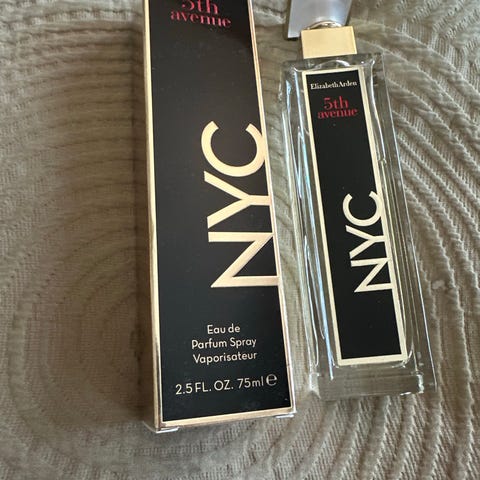 5th
avenue
NYC
Eau de
Parfum Spray
Vaporisateur
2.5 FL. OZ. 75ml ℮
ElizabethArden
5th
avenue
NYC